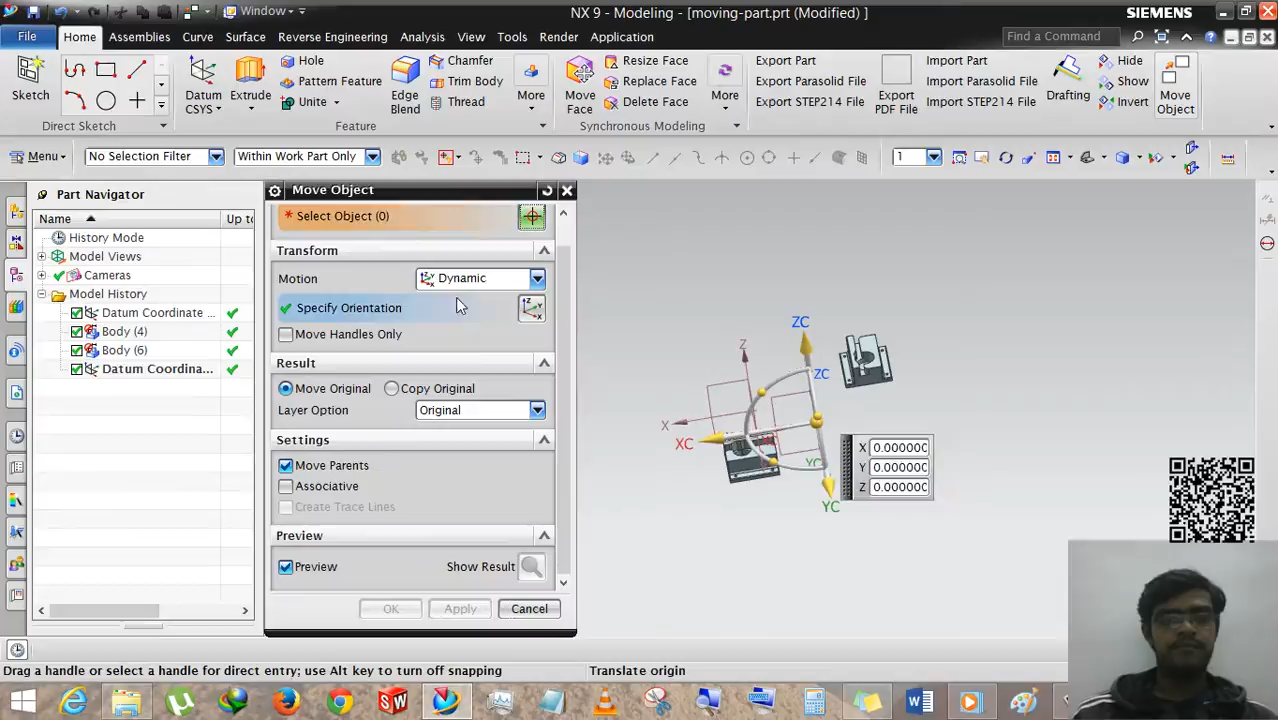 Window
NX 9 - Modeling - [moving-part.prt (Modified) ]
SIEMENS
File Home Assemblies Curve Surface Reverse Engineering Analysis View Tools Render Application
Find a Command
Sketch
Direct Sketch
Datum CSYS
Extrude
Hole
Pattern Feature
Unite
Edge Blend
Chamfer
Trim Body
Thread
More
Feature
Move Face
Resize Face
Replace Face
Delete Face
More
Synchronous Modeling
Export Part
Export Parasolid File
Export STEP214 File
Export PDF File
Import Part
Import Parasolid File
Import STEP214 File
Drafting
Hide
Show
Invert
Move Object
Menu
No Selection Filter
Within Work Part Only
1
Part Navigator
Name
Up to
History Mode
Model Views
Cameras
Model History
Datum Coordinate ...
Body (4)
Body (6)
Datum Coordina...
Move Object
* Select Object (0)
Transform
Motion
Dynamic
Specify Orientation
Move Handles Only
Result
Move Original
Copy Original
Layer Option
Original
Settings
Move Parents
Associative
Create Trace Lines
Preview
Preview
Show Result
OK
Apply
Cancel
ZC
Z
ZC
X
XC
YC
YC
X 0.00000C
Y 0.00000C
Z 0.00000C
Drag a handle or select a handle for direct entry; use Alt key to turn off snapping
Translate origin